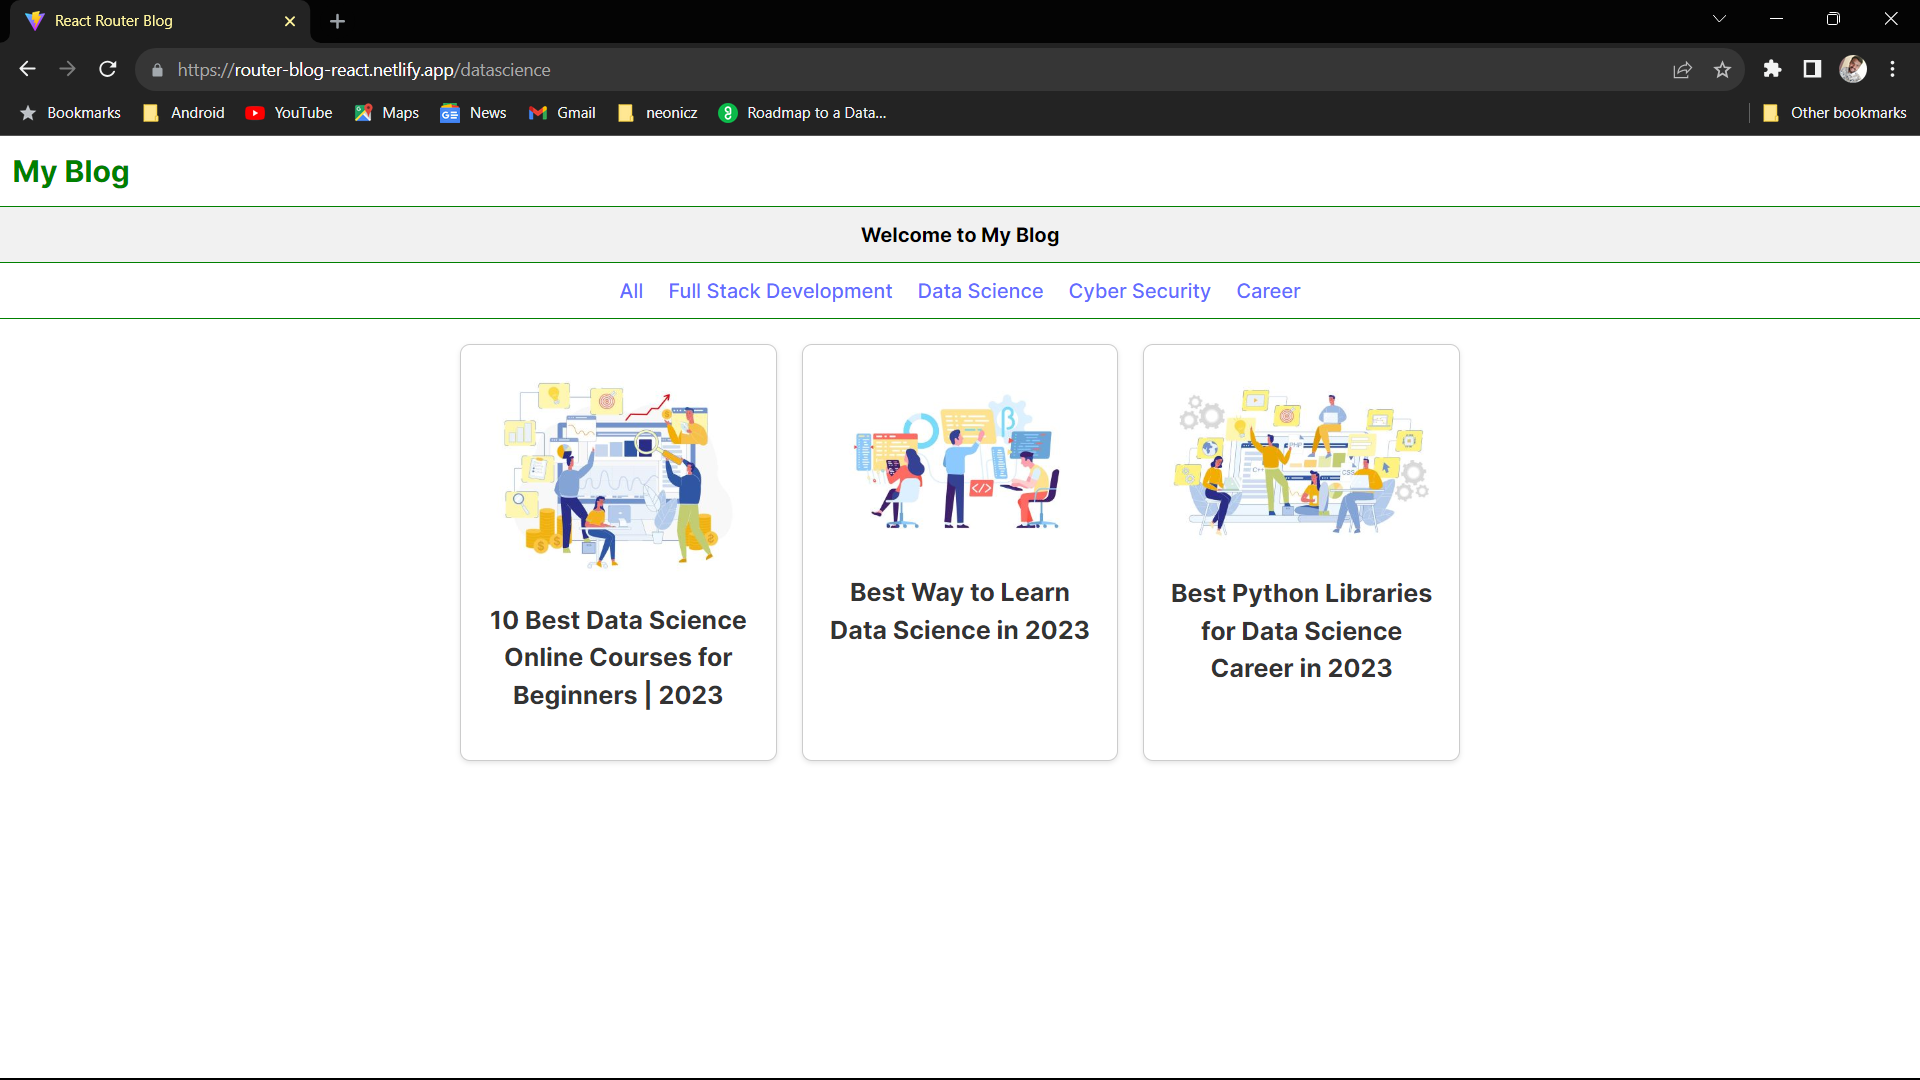 React Router Blog
https://router-blog-react.netlify.app/datascience
Bookmarks Android YouTube Maps News Gmail neonicz Roadmap to a Data... Other bookmarks
My Blog
Welcome to My Blog
All Full Stack Development Data Science Cyber Security Career
10 Best Data Science
Online Courses for
Beginners | 2023
Best Way to Learn
Data Science in 2023
Best Python Libraries
for Data Science
Career in 2023